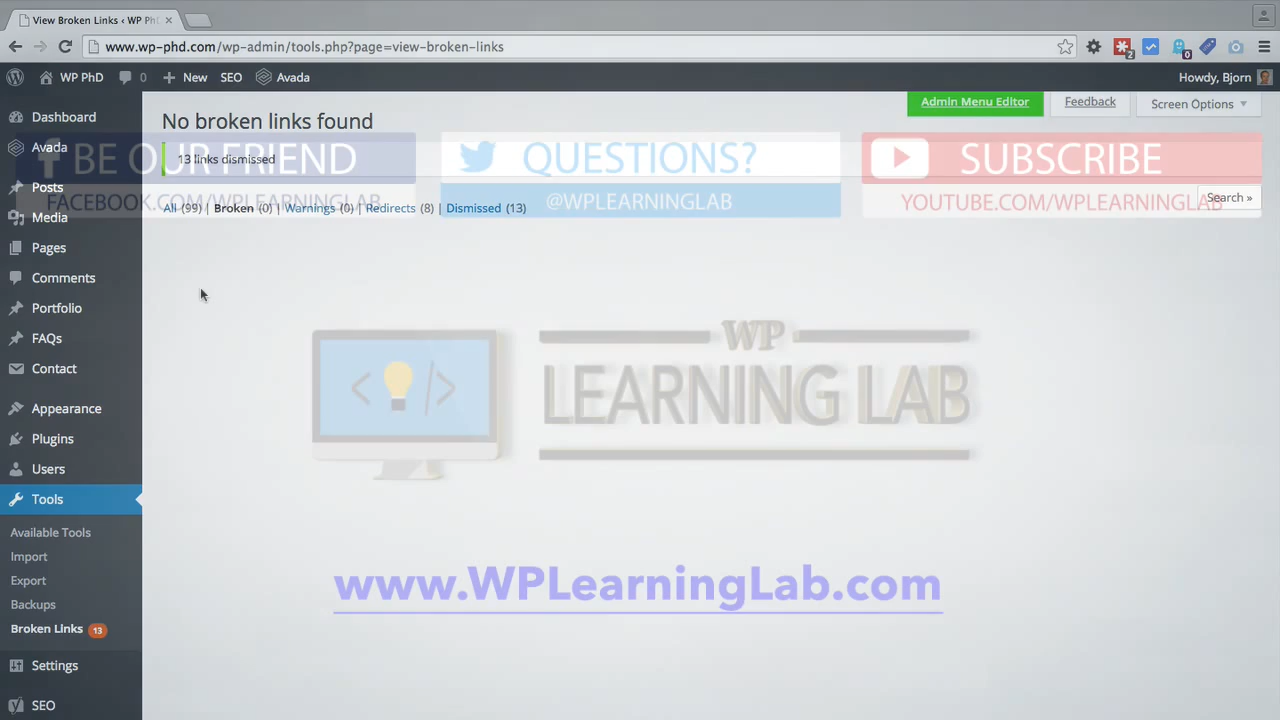 View Broken Links ‹ WP PhD
www.wp-phd.com/wp-admin/tools.php?page=view-broken-links
2
0
WP PhD
0
New
SEO
Avada
Howdy, Bjorn
Admin Menu Editor
Feedback
Screen Options
No broken links found
13 links dismissed
BE OUR FRIEND
QUESTIONS?
SUBSCRIBE
FACEBOOK.COM/WPLEARNINGLAB
@WPLEARNINGLAB
YOUTUBE.COM/WPLEARNINGLAB
All (99) | Broken (0) | Warnings (0) | Redirects (8) | Dismissed (13)
Search »
Dashboard
Avada
Posts
Media
Pages
Comments
Portfolio
FAQs
Contact
Appearance
Plugins
Users
Tools
Available Tools
Import
Export
Backups
Broken Links 13
Settings
SEO
WP
LEARNING LAB
www.WPLearningLab.com